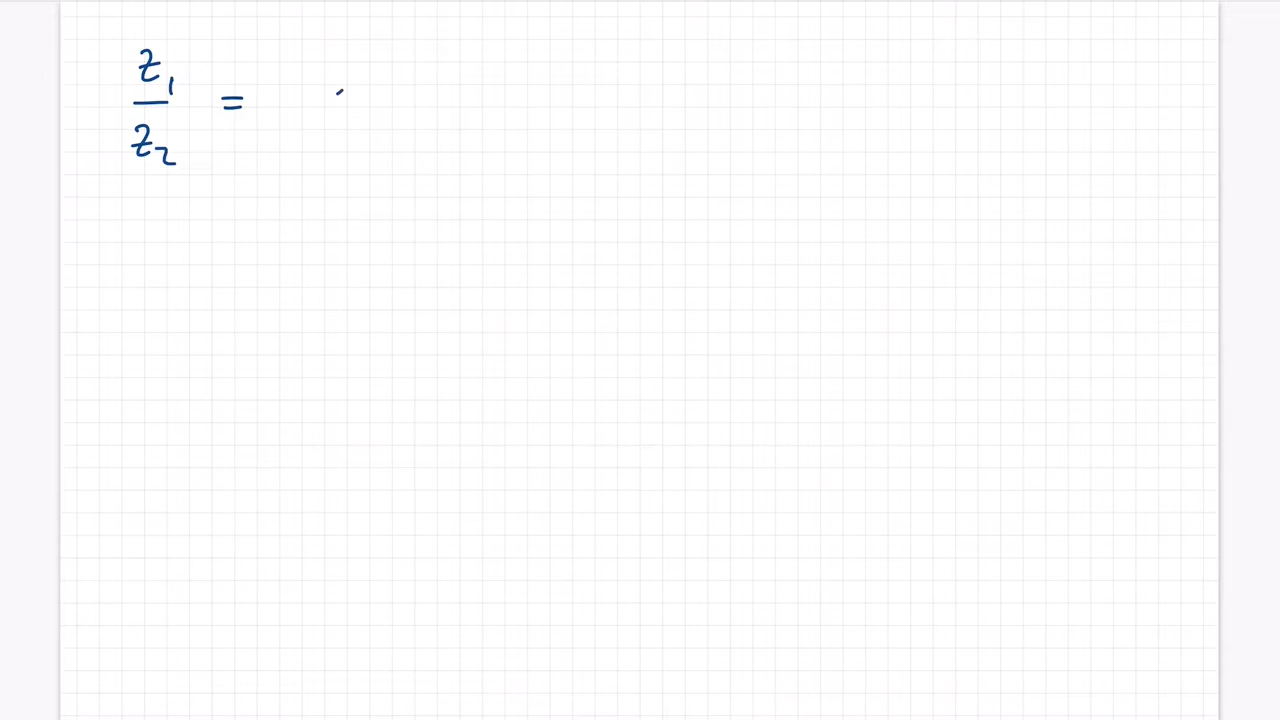 z₁/z₂ =